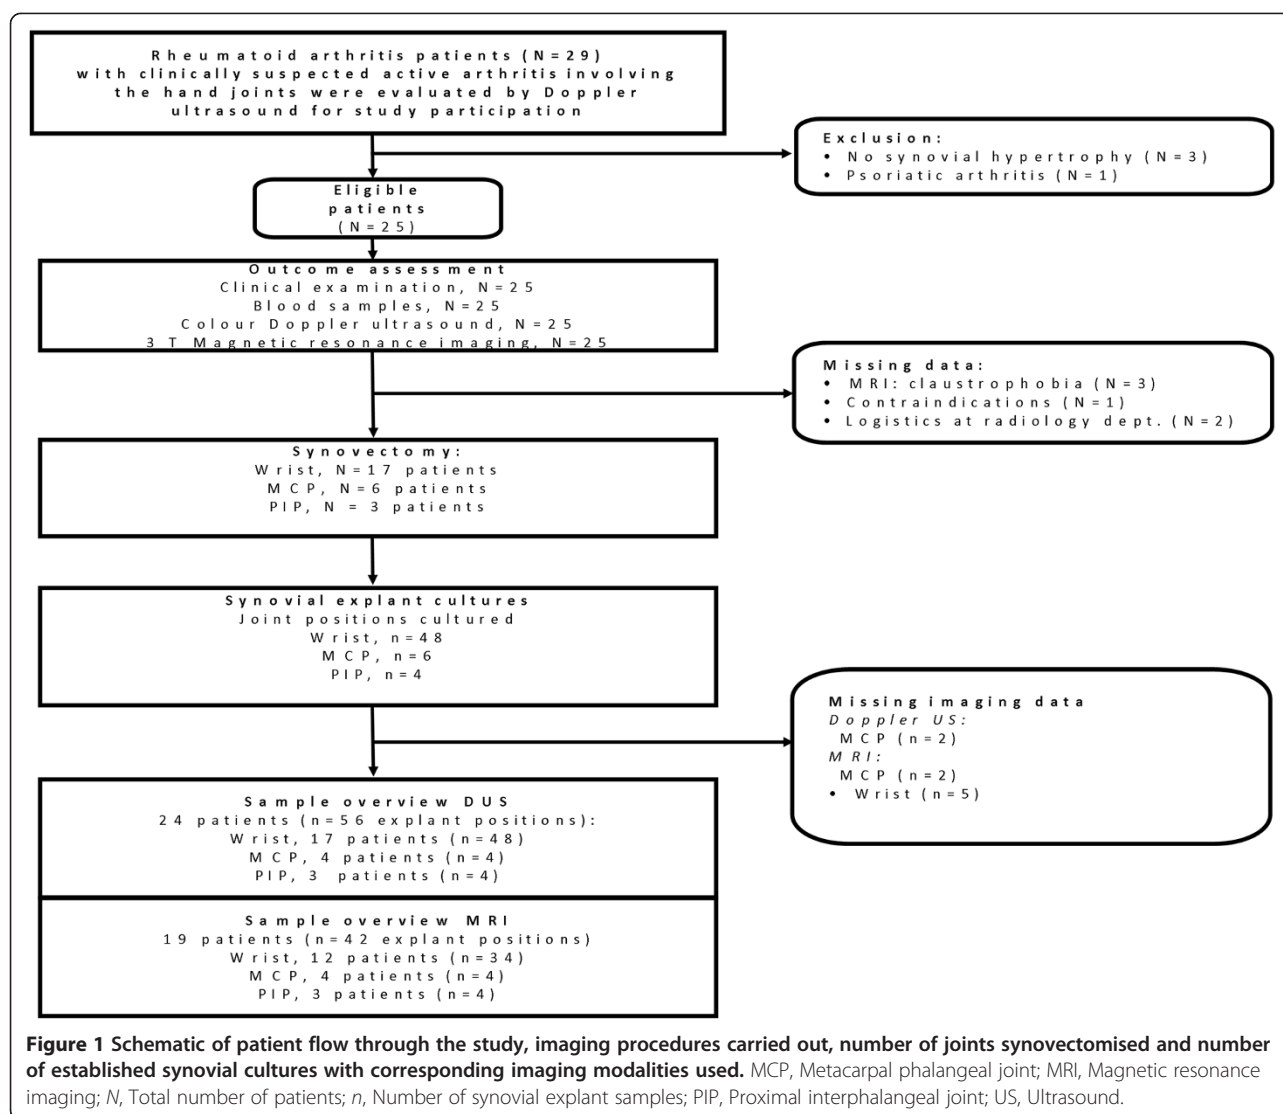 Rheumatoid arthritis patients (N=29)
with clinically suspected active arthritis involving
the hand joints were evaluated by Doppler
ultrasound for study participation
Exclusion:
• No synovial hypertrophy (N=3)
• Psoriatic arthritis (N=1)
Eligible
patients
(N=25)
Outcome assessment
Clinical examination, N=25
Blood samples, N=25
Colour Doppler ultrasound, N=25
3 T Magnetic resonance imaging, N=25
Missing data:
• MRI: claustrophobia (N=3)
• Contraindications (N=1)
• Logistics at radiology dept. (N=2)
Synovectomy:
Wrist, N=17 patients
MCP, N=6 patients
PIP, N = 3 patients
Synovial explant cultures
Joint positions cultured
Wrist, n=48
MCP, n=6
PIP, n=4
Missing imaging data
Doppler US:
MCP (n=2)
MRI:
MCP (n=2)
• Wrist (n=5)
Sample overview DUS
24 patients (n=56 explant positions):
Wrist, 17 patients (n=48)
MCP, 4 patients (n=4)
PIP, 3 patients (n=4)
Sample overview MRI
19 patients (n=42 explant positions)
Wrist, 12 patients (n=34)
MCP, 4 patients (n=4)
PIP, 3 patients (n=4)
Figure 1 Schematic of patient flow through the study, imaging procedures carried out, number of joints synovectomised and number
of established synovial cultures with corresponding imaging modalities used. MCP, Metacarpal phalangeal joint; MRI, Magnetic resonance
imaging; N, Total number of patients; n, Number of synovial explant samples; PIP, Proximal interphalangeal joint; US, Ultrasound.